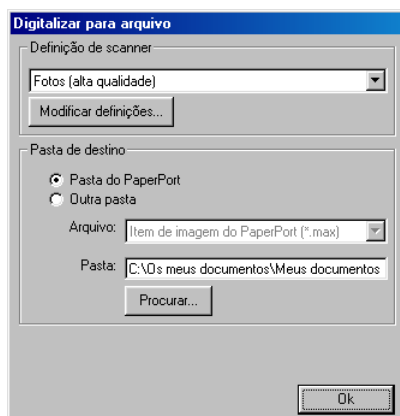 Digitalizar para arquivo
Definição de scanner
Fotos (alta qualidade)
Modificar definições...
Pasta de destino
Pasta do PaperPort
Outra pasta
Arquivo: Item de imagem do PaperPort (*.max)
Pasta: C:\Os meus documentos\Meus documentos
Procurar...
Ok